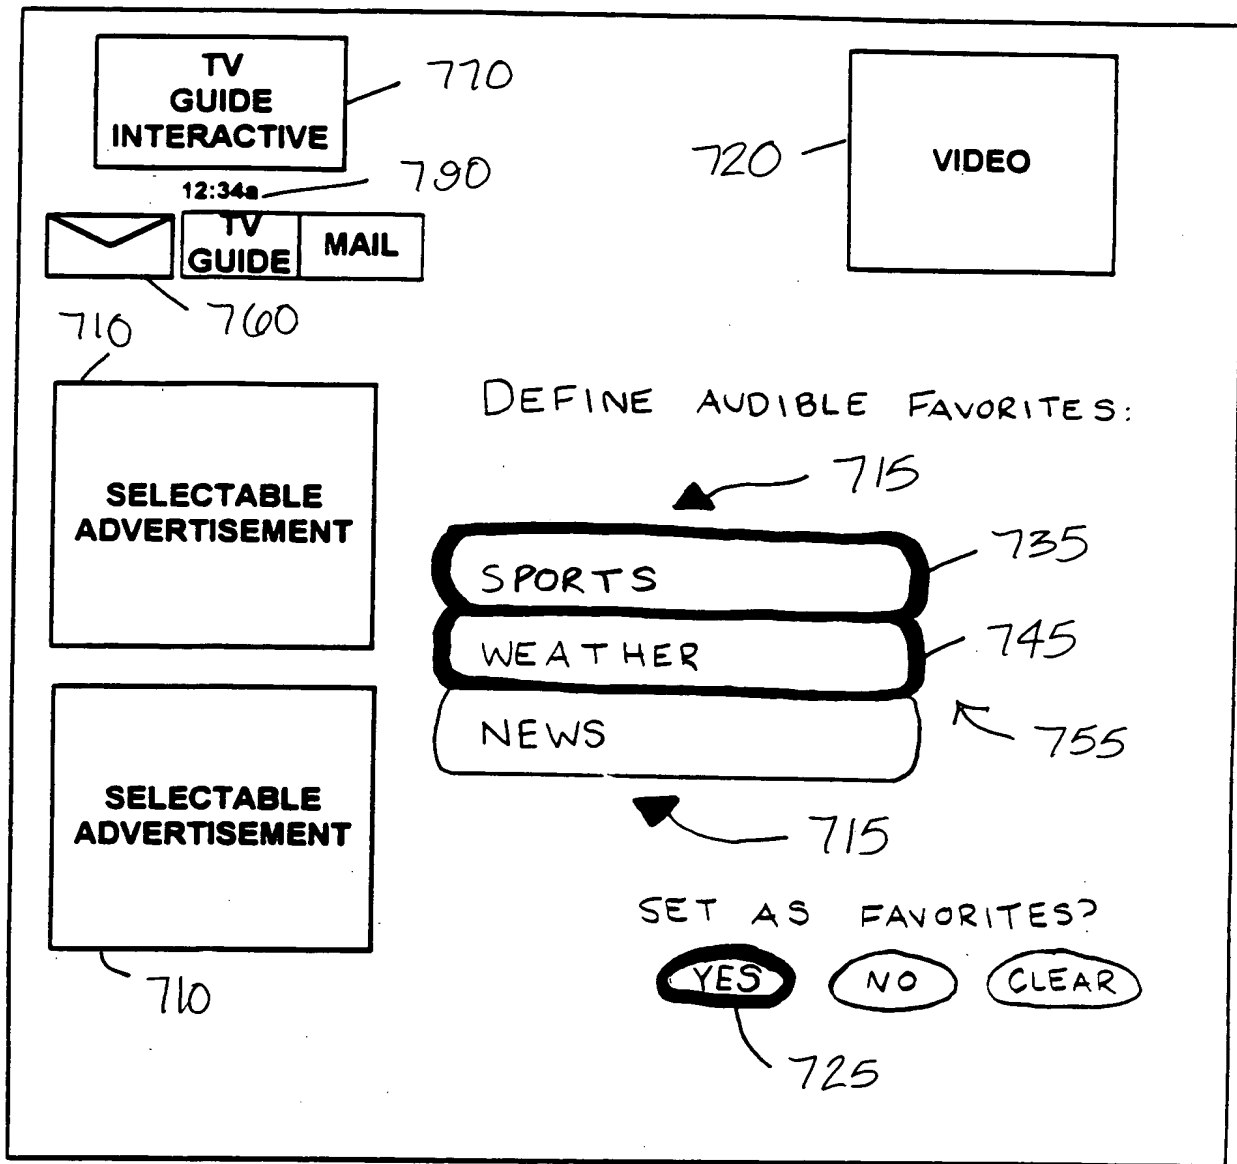 TV
GUIDE
INTERACTIVE
770
12:34a
790
TV
GUIDE
MAIL
760
720
VIDEO
710
SELECTABLE
ADVERTISEMENT
SELECTABLE
ADVERTISEMENT
710
DEFINE AUDIBLE FAVORITES:
715
SPORTS
735
WEATHER
745
NEWS
755
715
SET AS FAVORITES?
YES
NO
CLEAR
725